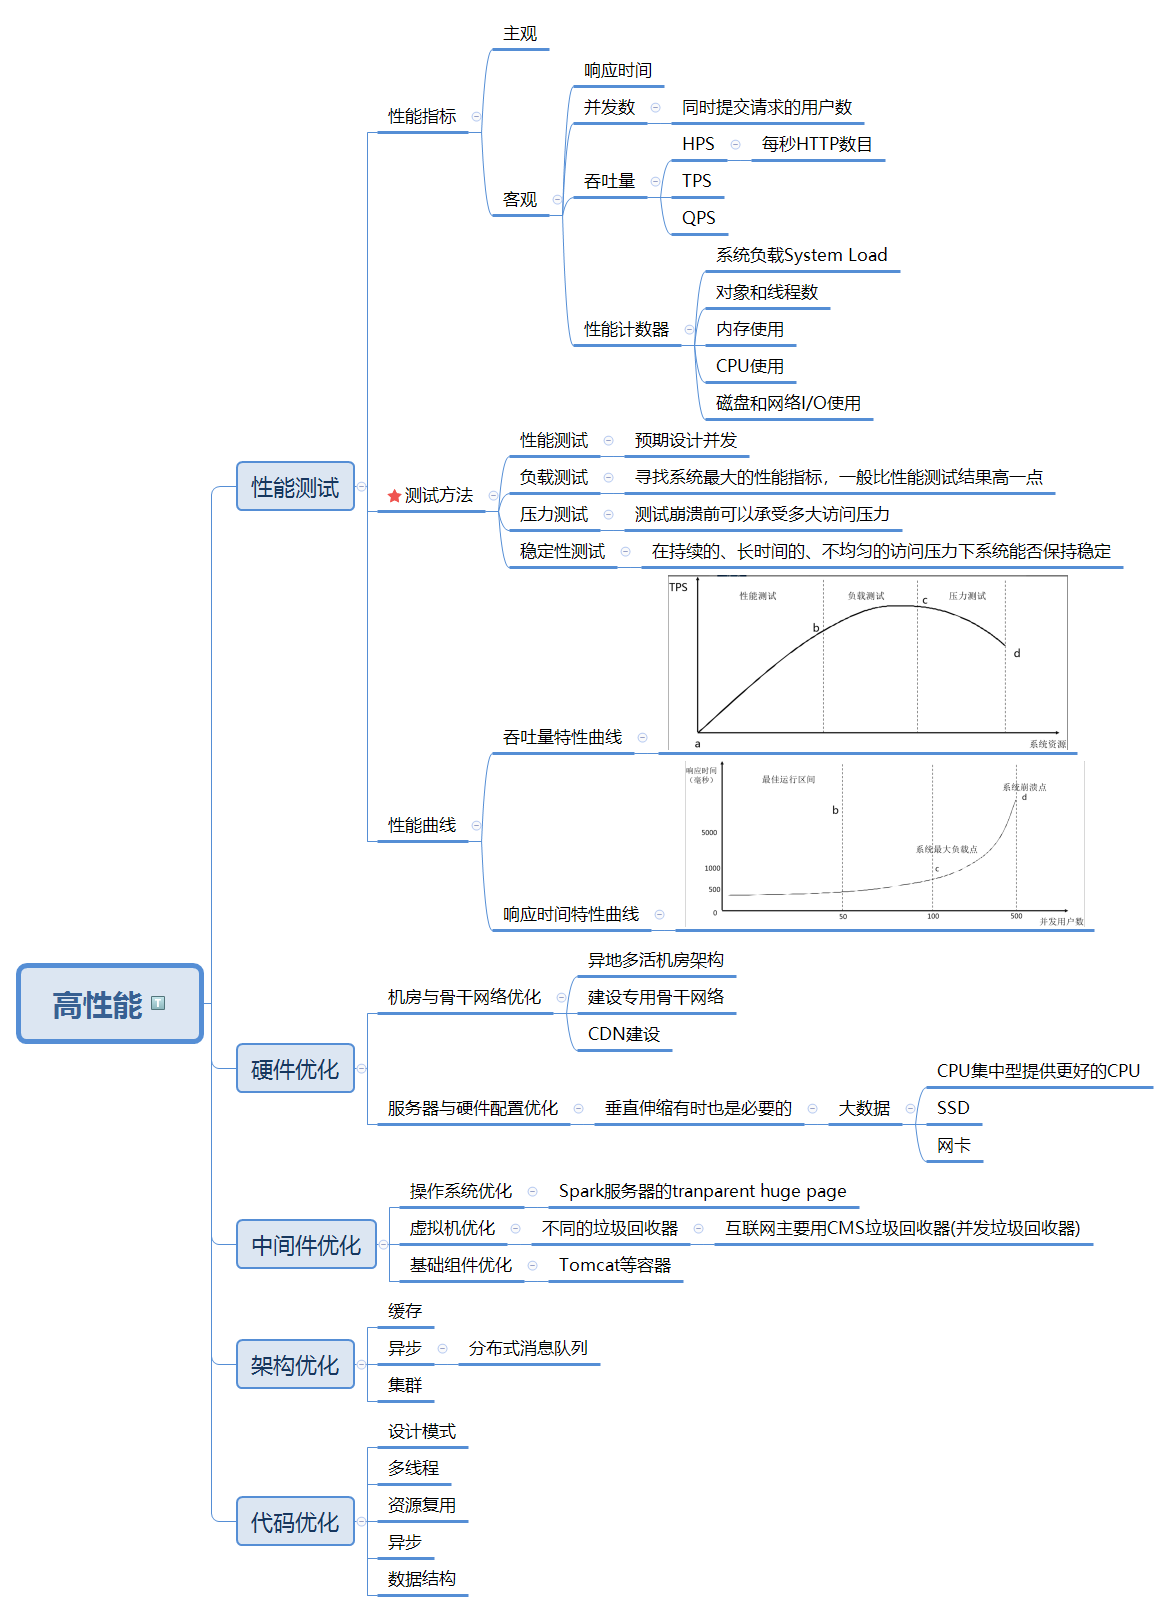 高性能
性能测试
性能指标
主观
客观
响应时间
并发数
同时提交请求的用户数
吞吐量
HPS
每秒HTTP数目
TPS
QPS
性能计数器
系统负载System Load
对象和线程数
内存使用
CPU使用
磁盘和网络I/O使用
测试方法
性能测试
预期设计并发
负载测试
寻找系统最大的性能指标，一般比性能测试结果高一点
压力测试
测试崩溃前可以承受多大访问压力
稳定性测试
在持续的、长时间的、不均匀的访问压力下系统能否保持稳定
性能曲线
吞吐量特性曲线
TPS
性能测试
负载测试
压力测试
a
b
c
d
系统资源
响应时间特性曲线
响应时间
（毫秒）
最佳运行区间
系统崩溃点
系统最大负载点
b
c
d
5000
1000
500
0
50
100
500
并发用户数
硬件优化
机房与骨干网络优化
异地多活机房架构
建设专用骨干网络
CDN建设
服务器与硬件配置优化
垂直伸缩有时也是必要的
大数据
CPU集中型提供更好的CPU
SSD
网卡
中间件优化
操作系统优化
Spark服务器的tranparent huge page
虚拟机优化
不同的垃圾回收器
互联网主要用CMS垃圾回收器(并发垃圾回收器)
基础组件优化
Tomcat等容器
架构优化
缓存
异步
分布式消息队列
集群
代码优化
设计模式
多线程
资源复用
异步
数据结构